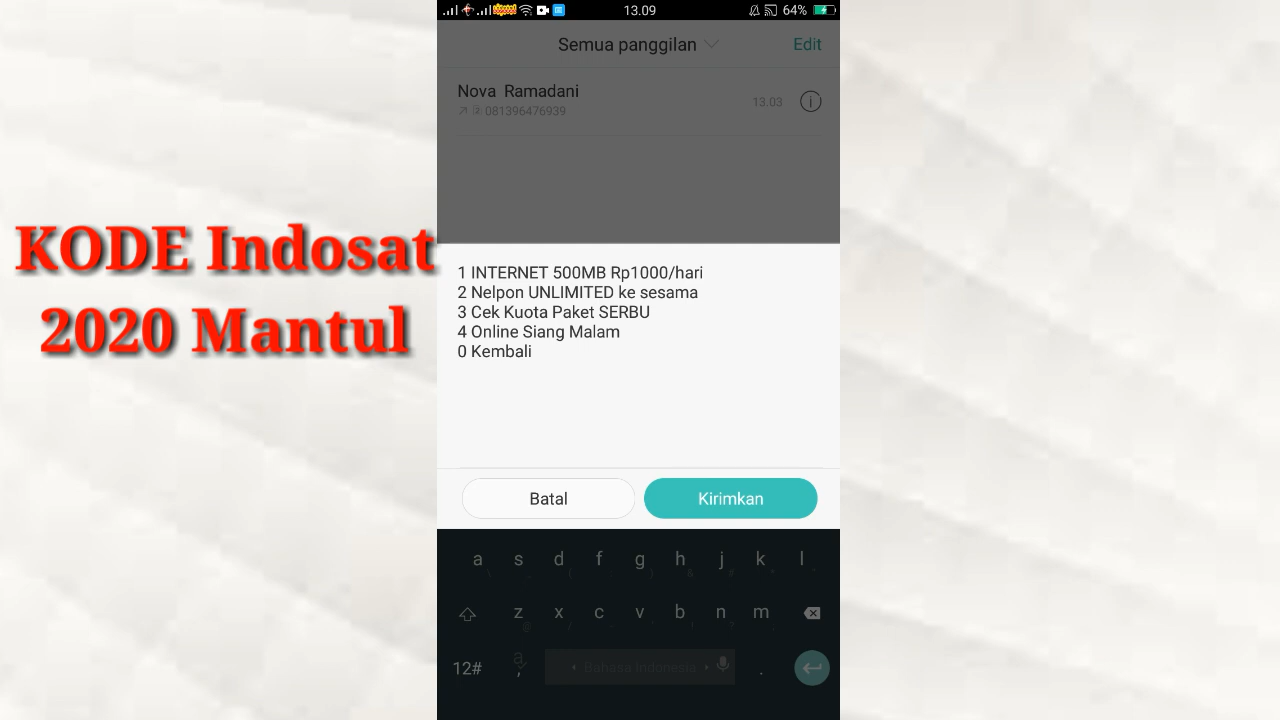 13.09
64%
Semua panggilan
Edit
Nova Ramadani
081396476939
13.03
KODE Indosat
2020 Mantul
1 INTERNET 500MB Rp1000/hari
2 Nelpon UNLIMITED ke sesama
3 Cek Kuota Paket SERBU
4 Online Siang Malam
0 Kembali
Batal
Kirimkan
a s d f g h j k l
z x c v b n m
12# , Bahasa Indonesia .